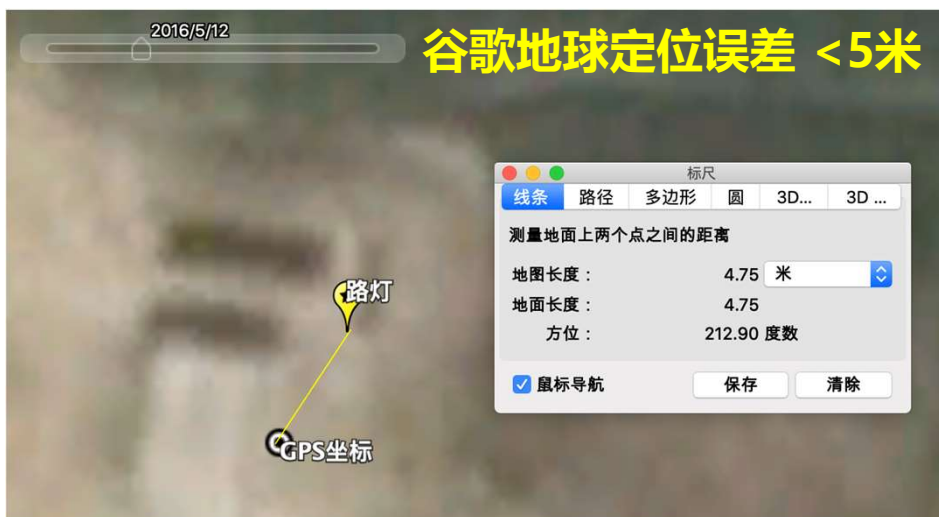 2016/5/12
谷歌地球定位误差 <5米
标尺
线条 路径 多边形 圆 3D... 3D ...
测量地面上两个点之间的距离
地图长度： 4.75 米
地面长度： 4.75
方位： 212.90 度数
鼠标导航 保存 清除
路灯
GPS坐标